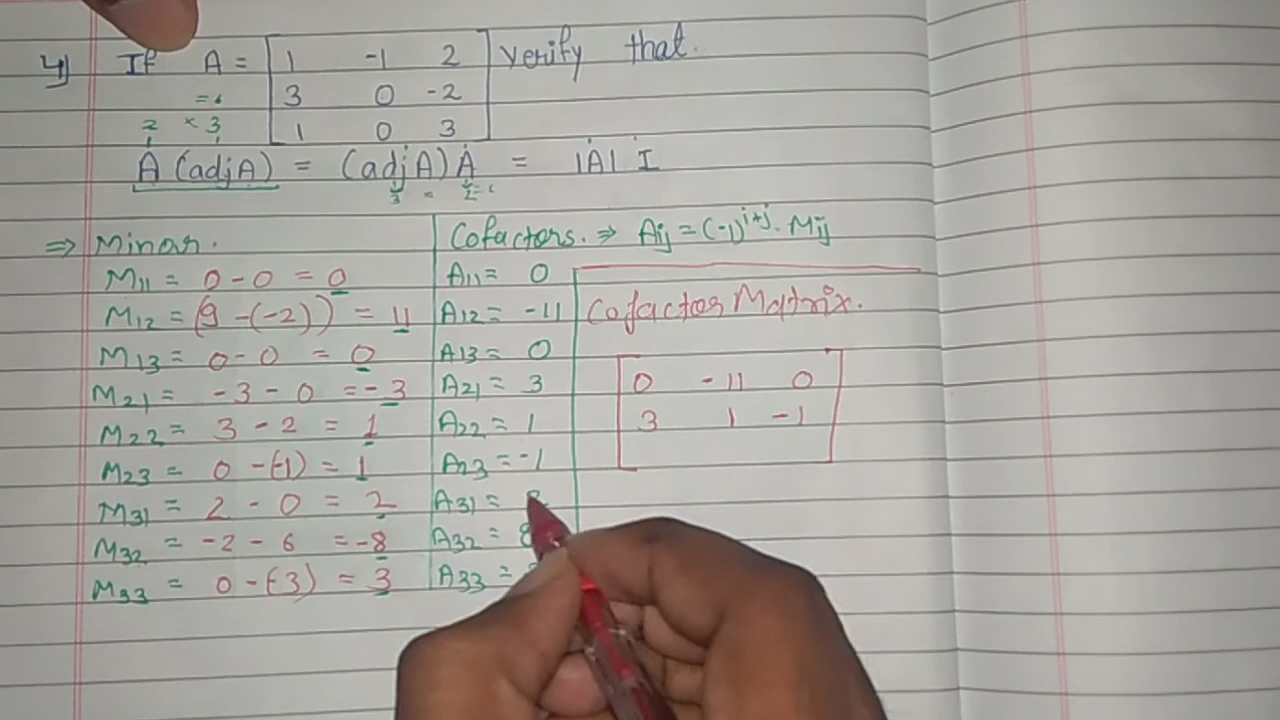 4) If A = [ 1 -1 2 ] verify that.
3 0 -2
2 × 3
1 0 3
A (adj A) = (adj A) A = |A| I
⇒ Minor. Cofactors. ⇒ Aij = (-1)^i+j . Mij
M11 = 0 - 0 = 0 A11 = 0
M12 = (9 - (-2)) = 11 A12 = -11 Cofactor Matrix.
M13 = 0 - 0 = 0 A13 = 0
M21 = -3 - 0 = -3 A21 = 3 0 -11 0
M22 = 3 - 2 = 1 A22 = 1 3 1 -1
M23 = 0 - (-1) = 1 A23 = -1
M31 = 2 - 0 = 2 A31 =
M32 = -2 - 6 = -8 A32 = 8
M33 = 0 - (-3) = 3 A33 =